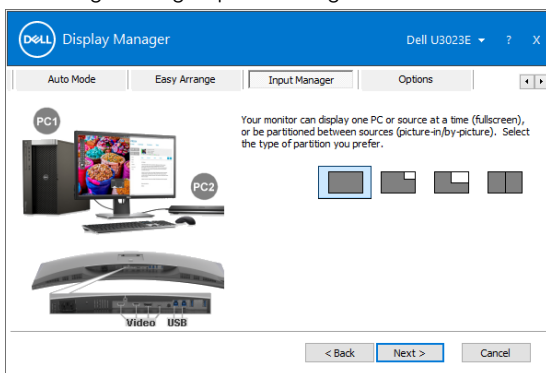 DELL Display Manager
Dell U3023E ? X
Auto Mode Easy Arrange Input Manager Options
PC1
PC2
Your monitor can display one PC or source at a time (fullscreen),
or be partitioned between sources (picture-in/by-picture). Select
the type of partition you prefer.
Video USB
< Back Next > Cancel